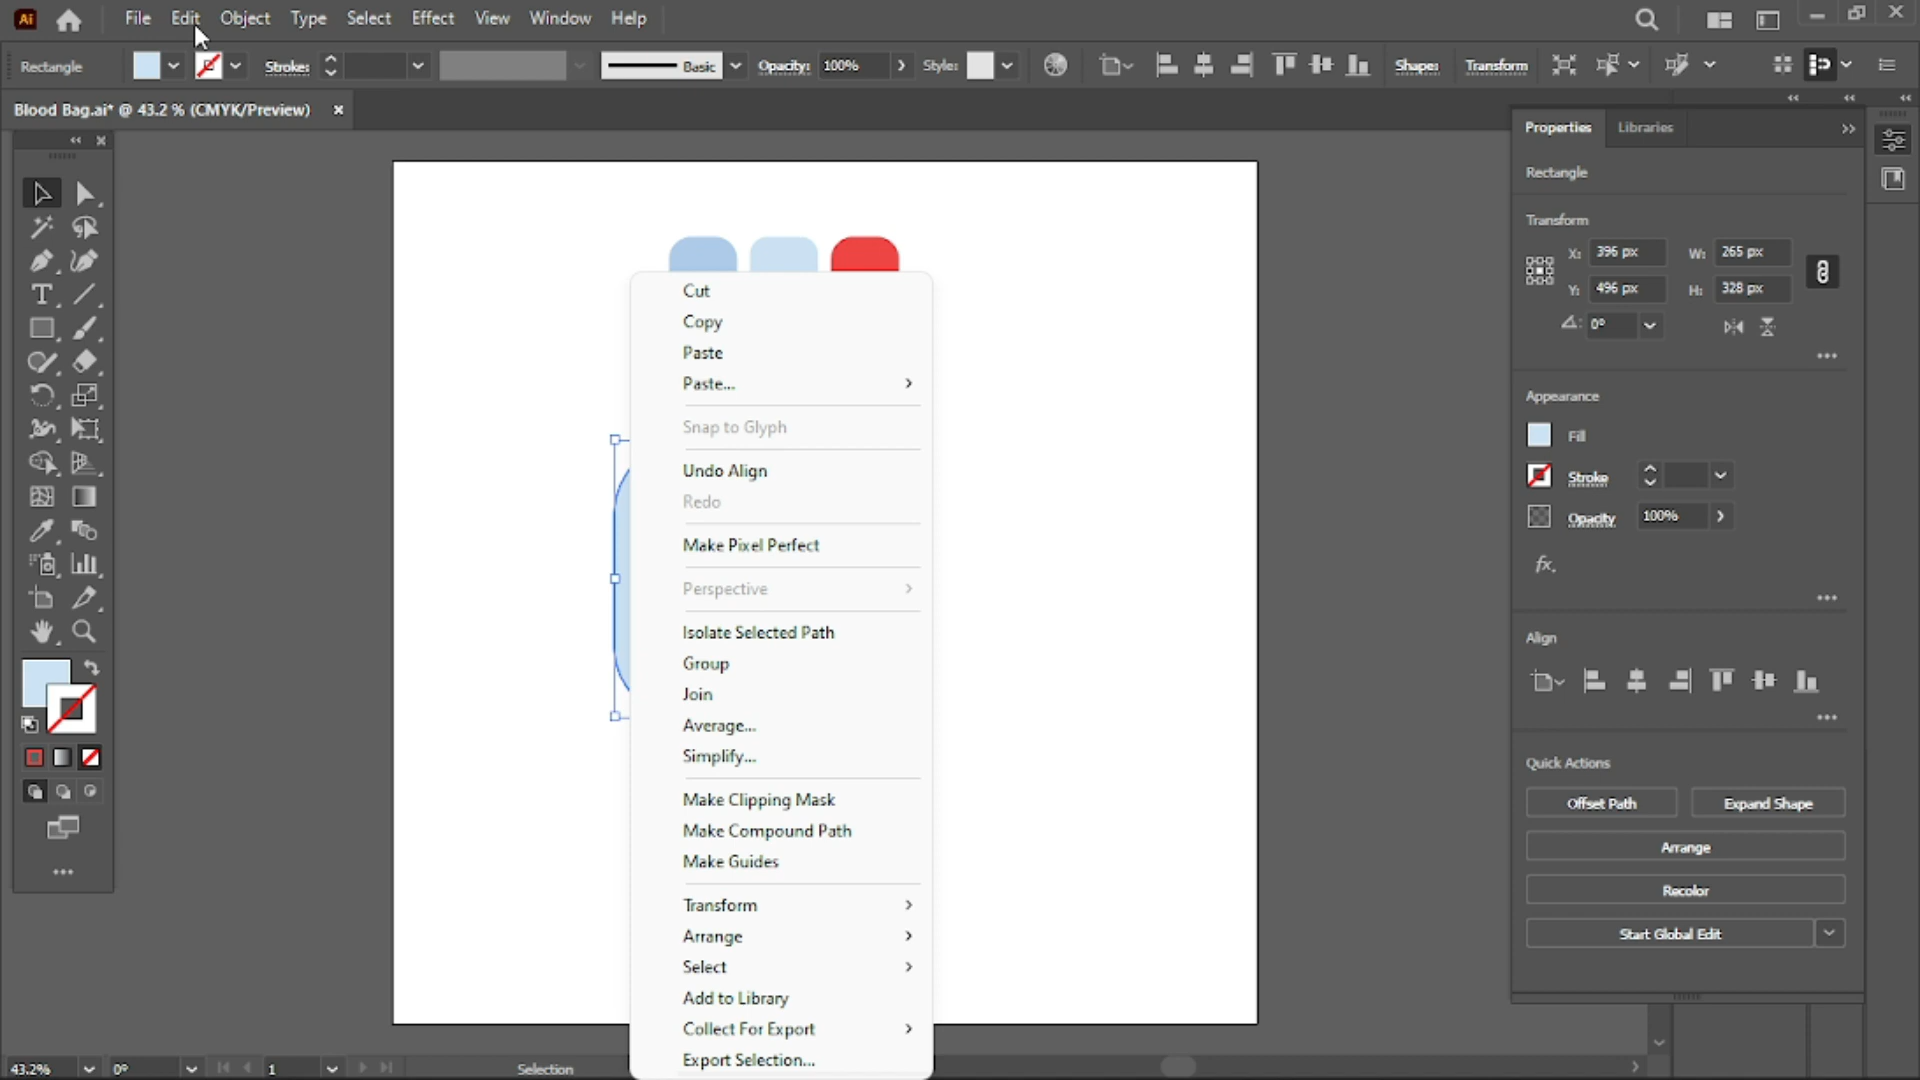 Ai File Edit Object Type Select Effect View Window Help
Rectangle Stroke: Basic Opacity: 100% Style: Shape: Transform
Blood Bag.ai* @ 43.2 % (CMYK/Preview)
Properties Libraries
Rectangle
Transform
X: 396 px W: 265 px
Y: 496 px H: 328 px
0°
Appearance
Fill
Stroke
Opacity 100%
fx.
Align
Quick Actions
Offset Path Expand Shape
Arrange
Recolor
Start Global Edit
Cut
Copy
Paste
Paste...
Snap to Glyph
Undo Align
Redo
Make Pixel Perfect
Perspective
Isolate Selected Path
Group
Join
Average...
Simplify...
Make Clipping Mask
Make Compound Path
Make Guides
Transform
Arrange
Select
Add to Library
Collect For Export
Export Selection...
43.2% 0° 1 Selection